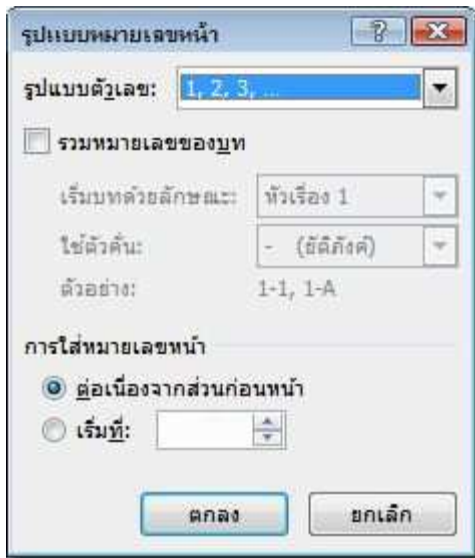 รูปแบบหมายเลขหน้า
รูปแบบตัวเลข: 1, 2, 3, ...
รวมหมายเลขของบท
เริ่มบทด้วยลักษณะ: หัวเรื่อง 1
ใช้ตัวคั่น: - (ยัติภังค์)
ตัวอย่าง: 1-1, 1-A
การใส่หมายเลขหน้า
ต่อเนื่องจากส่วนก่อนหน้า
เริ่มที่:
ตกลง ยกเลิก